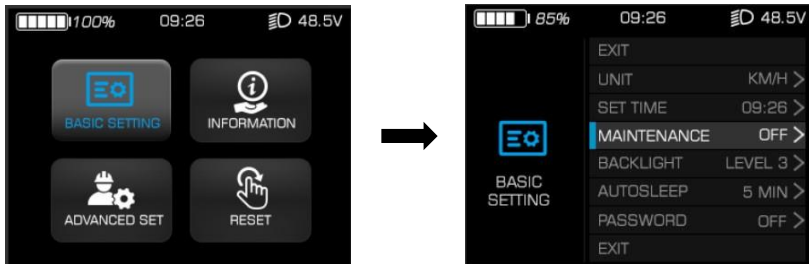 100% 09:26 48.5V
BASIC SETTING INFORMATION
ADVANCED SET RESET
85% 09:26 48.5V
EXIT
UNIT KM/H >
SET TIME 09:26 >
MAINTENANCE OFF >
BACKLIGHT LEVEL 3 >
AUTOSLEEP 5 MIN >
PASSWORD OFF >
EXIT
BASIC
SETTING